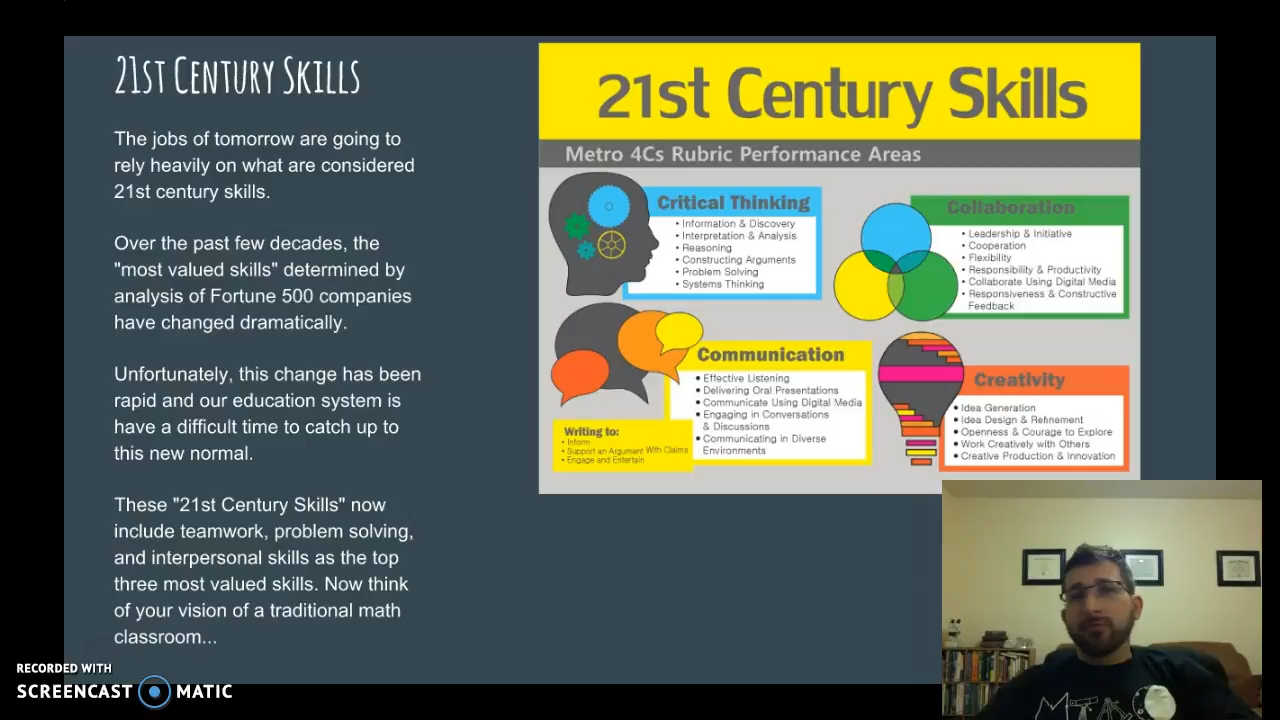 21st Century Skills
The jobs of tomorrow are going to
rely heavily on what are considered
21st century skills.
Over the past few decades, the
"most valued skills" determined by
analysis of Fortune 500 companies
have changed dramatically.
Unfortunately, this change has been
rapid and our education system is
have a difficult time to catch up to
this new normal.
These "21st Century Skills" now
include teamwork, problem solving,
and interpersonal skills as the top
three most valued skills. Now think
of your vision of a traditional math
classroom...
21st Century Skills
Metro 4Cs Rubric Performance Areas
Critical Thinking
• Information & Discovery
• Interpretation & Analysis
• Reasoning
• Constructing Arguments
• Problem Solving
• Systems Thinking
Collaboration
• Leadership & Initiative
• Cooperation
• Flexibility
• Responsibility & Productivity
• Collaborate Using Digital Media
• Responsiveness & Constructive
Feedback
Communication
• Effective Listening
• Delivering Oral Presentations
• Communicate Using Digital Media
• Engaging in Conversations
& Discussions
• Communicating in Diverse
Environments
Writing to:
• Inform
• Support an Argument With Claims
• Engage and Entertain
Creativity
• Idea Generation
• Idea Design & Refinement
• Openness & Courage to Explore
• Work Creatively with Others
• Creative Production & Innovation
RECORDED WITH
SCREENCAST MATIC